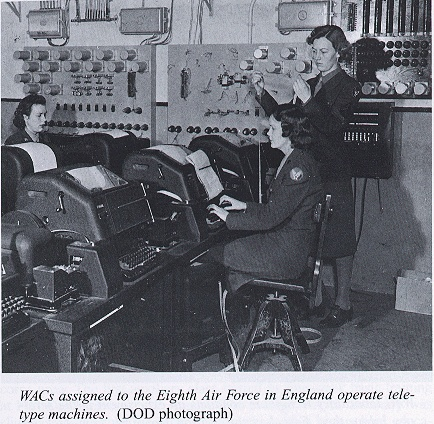 WACs assigned to the Eighth Air Force in England operate tele-
type machines. (DOD photograph)